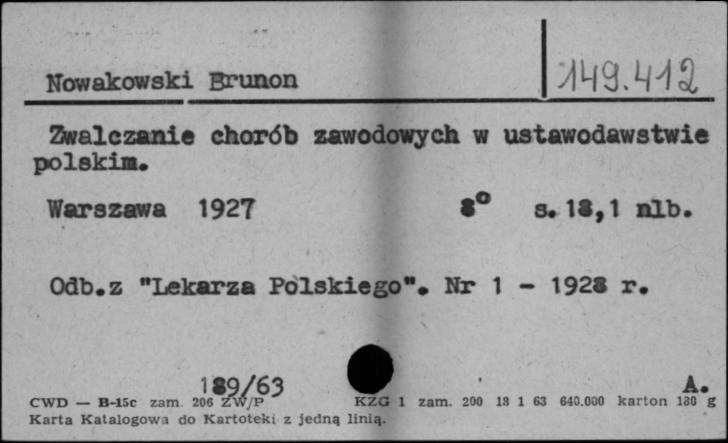 Nowakowski Brunon
149.412
Zwalczanie chorób zawodowych w ustawodawstwie
polskim.
Warszawa 1927 8° s. 18,1 nlb.
Odb.z "Lekarza Polskiego". Nr 1 - 1928 r.
189/63 A.
CWD — B-15c zam. 206 ZW/P KZG 1 zam. 200 18 1 63 640.000 karton 180 g
Karta Katalogowa do Kartoteki z jedną linią.